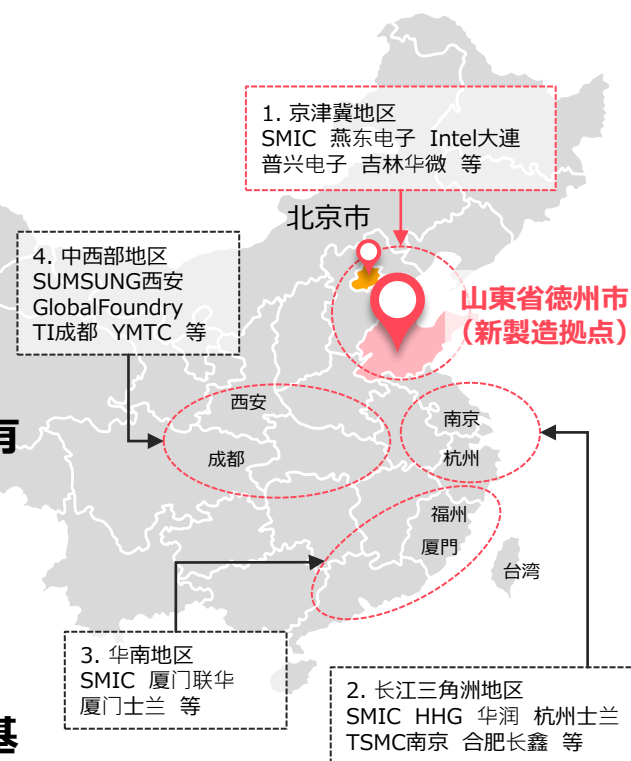 1. 京津冀地区
SMIC 燕东电子 Intel大連
普兴电子 吉林华微 等
北京市
4. 中西部地区
SUMSUNG西安
GlobalFoundry
TI成都 YMTC 等
山東省徳州市
（新製造拠点）
西安
南京
有
成都
杭州
福州
厦門
台湾
3. 华南地区
SMIC 厦门联华
厦门士兰 等
2. 长江三角洲地区
SMIC HHG 华润 杭州士兰
TSMC南京 合肥长鑫 等
基